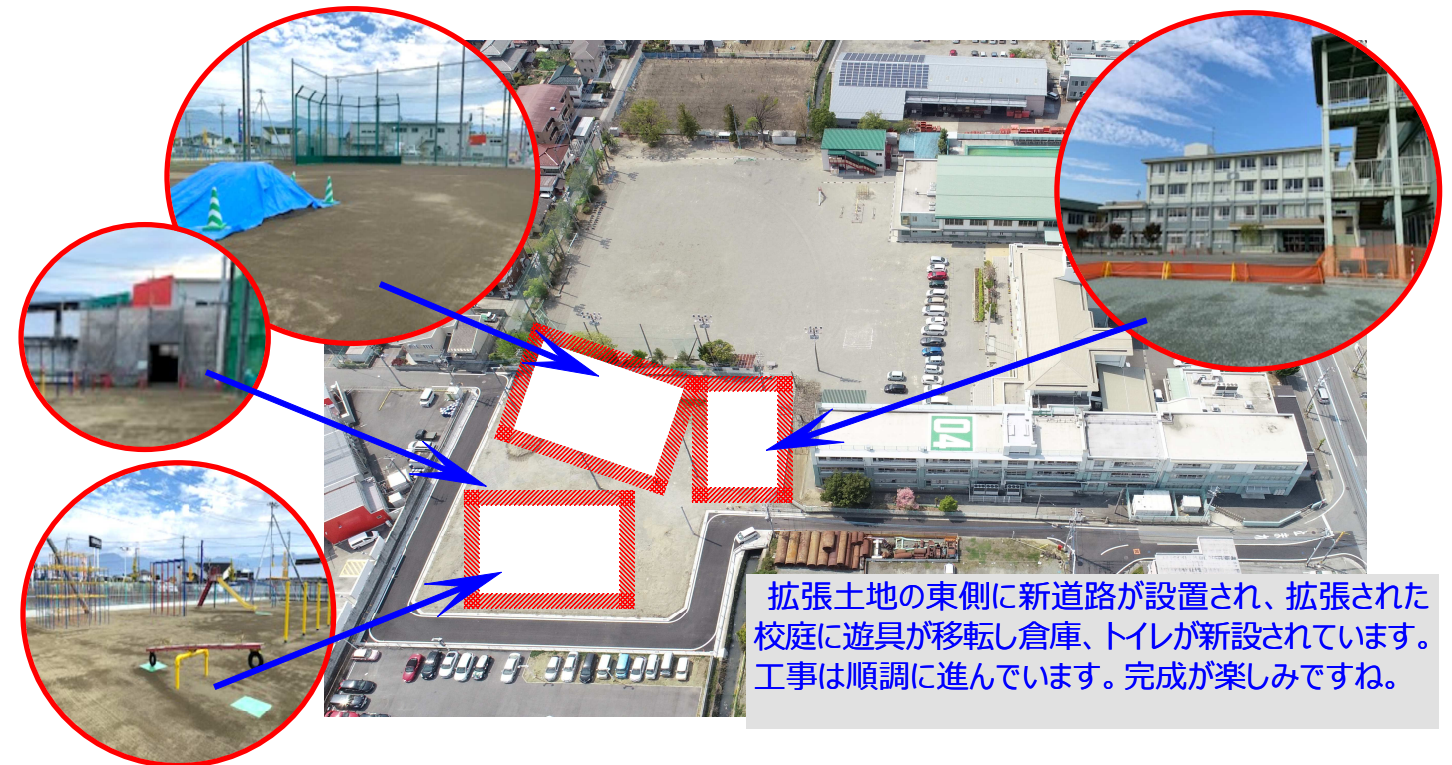 04
拡張土地の東側に新道路が設置され、拡張された
校庭に遊具が移転し倉庫、トイレが新設されています。
工事は順調に進んでいます。完成が楽しみですね。